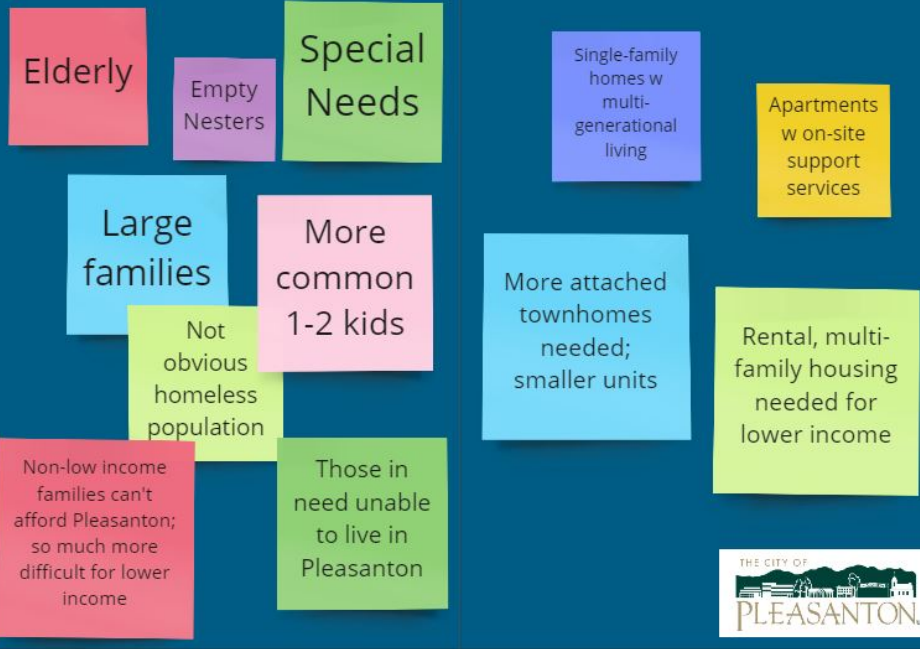 Elderly
Empty
Nesters
Special
Needs
Large
families
More
common
1-2 kids
Not
obvious
homeless
population
Non-low income
families can't
afford Pleasanton;
so much more
difficult for lower
income
Those in
need unable
to live in
Pleasanton
Single-family
homes w
multi-
generational
living
Apartments
w on-site
support
services
More attached
townhomes
needed;
smaller units
Rental, multi-
family housing
needed for
lower income
THE CITY OF
PLEASANTON